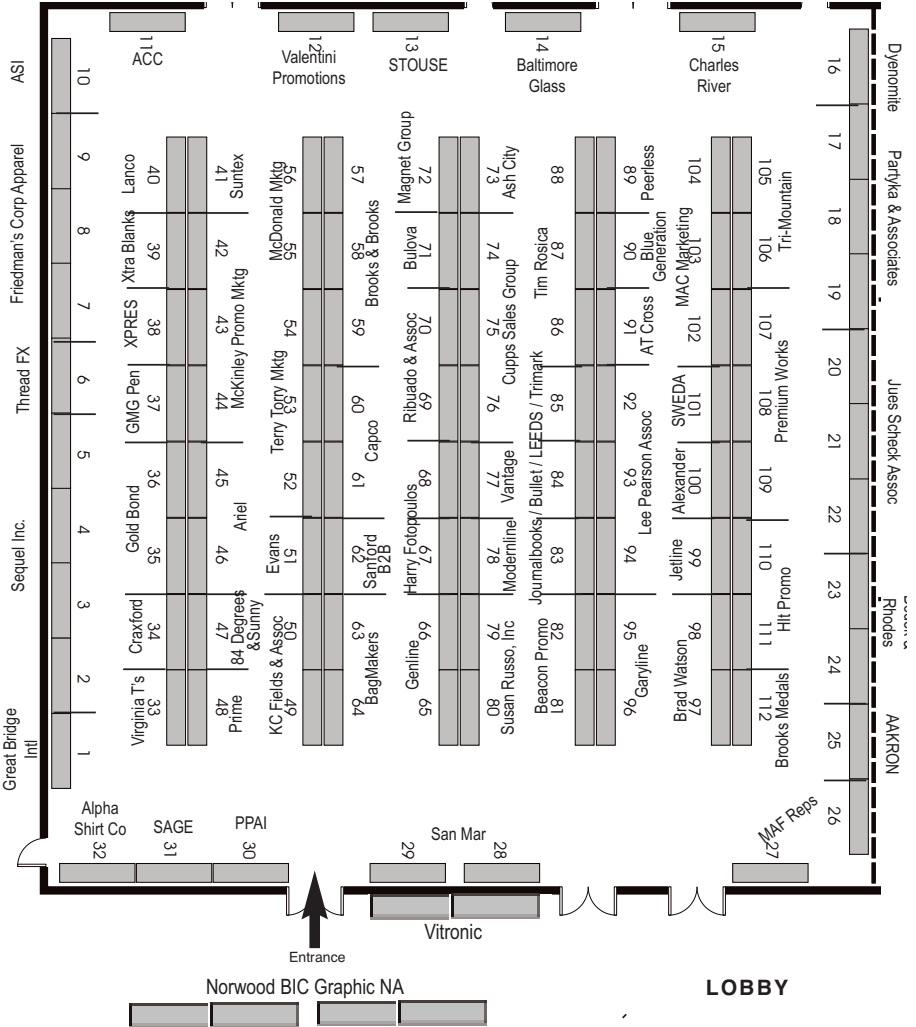 11
ACC
12
Valentini
Promotions
13
STOUSE
14
Baltimore
Glass
15
Charles
River
ASI
Friedman's Corp Apparel
Thread FX
Sequel Inc.
Great Bridge
Intl
10
9
8
7
6
5
4
3
2
1
Lanco
40
Xtra Blanks
39
XPRES
38
GMG Pen
37
Gold Bond
36
35
Craxford
34
Virginia T's
33
41
Suntex
42
43
44
McKinley Promo Mktg
45
46
Ariel
47
84 Degrees
&Sunny
48
Prime
McDonald Mktg
56
55
Terry Tony Mktg
54
53
52
Evans
51
KC Fields & Assoc
50
49
57
58
59
Brooks & Brooks
60
61
Capco
62
Sanford
B2B
63
64
BagMakers
Magnet Group
72
Bulova
71
Ribuado & Assoc
70
69
Harry Fotopoulos
68
67
Genline
66
65
73
Ash City
74
75
76
Cupps Sales Group
77
Vantage
78
Modernline
79
80
Susan Russo, Inc
88
Tim Rosica
87
86
Journalbooks / Bullet / LEEDS / Trimark
85
84
83
Beacon Promo
82
81
89
Peerless
90
Blue
Generation
91
AT Cross
92
93
94
Lee Pearson Assoc
95
96
Garyline
104
MAC Marketing
103
102
SWEDA
101
Alexander
100
Jetline
99
Brad Watson
98
97
105
106
Tri-Mountain
107
108
109
Premium Works
110
111
HIt Promo
112
Brooks Medals
16
17
18
19
20
21
22
23
24
25
26
Dyenomite
Partyka & Associates
Jues Scheck Assoc
Rhodes
AAKRON
Alpha
Shirt Co
32
SAGE
31
PPAI
30
San Mar
29
28
MAF Reps
27
Vitronic
Entrance
Norwood BIC Graphic NA
LOBBY